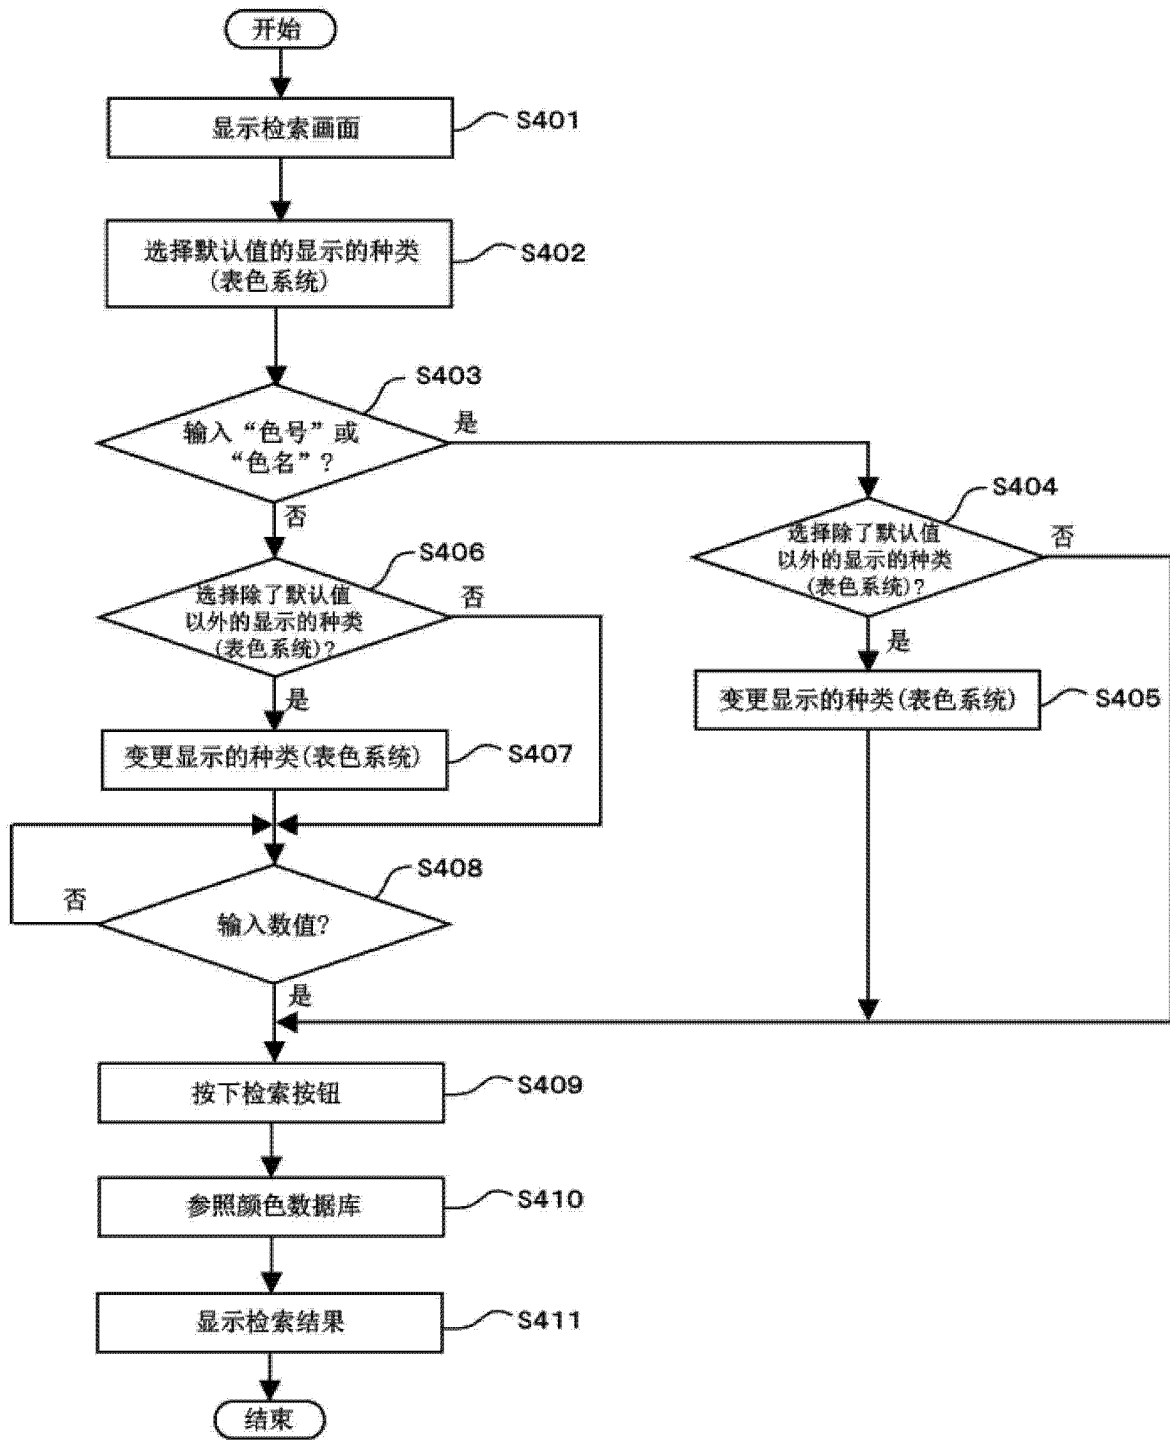 开始
显示检索画面
S401
选择默认值的显示的种类
(表色系统)
S402
S403
输入“色号”或
“色名”?
是
否
S404
选择除了默认值
以外的显示的种类
(表色系统)?
否
是
S406
选择除了默认值
以外的显示的种类
(表色系统)?
否
是
变更显示的种类(表色系统)
S405
变更显示的种类(表色系统)
S407
S408
输入数值?
否
是
按下检索按钮
S409
参照颜色数据库
S410
显示检索结果
S411
结束